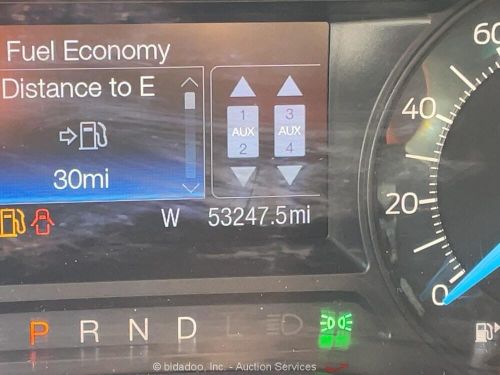 Fuel Economy
Distance to E
30mi
1 3
AUX AUX
2 4
W 53247.5mi
60
40
20
0
P R N D L
© bidadoo, Inc. - Auction Services